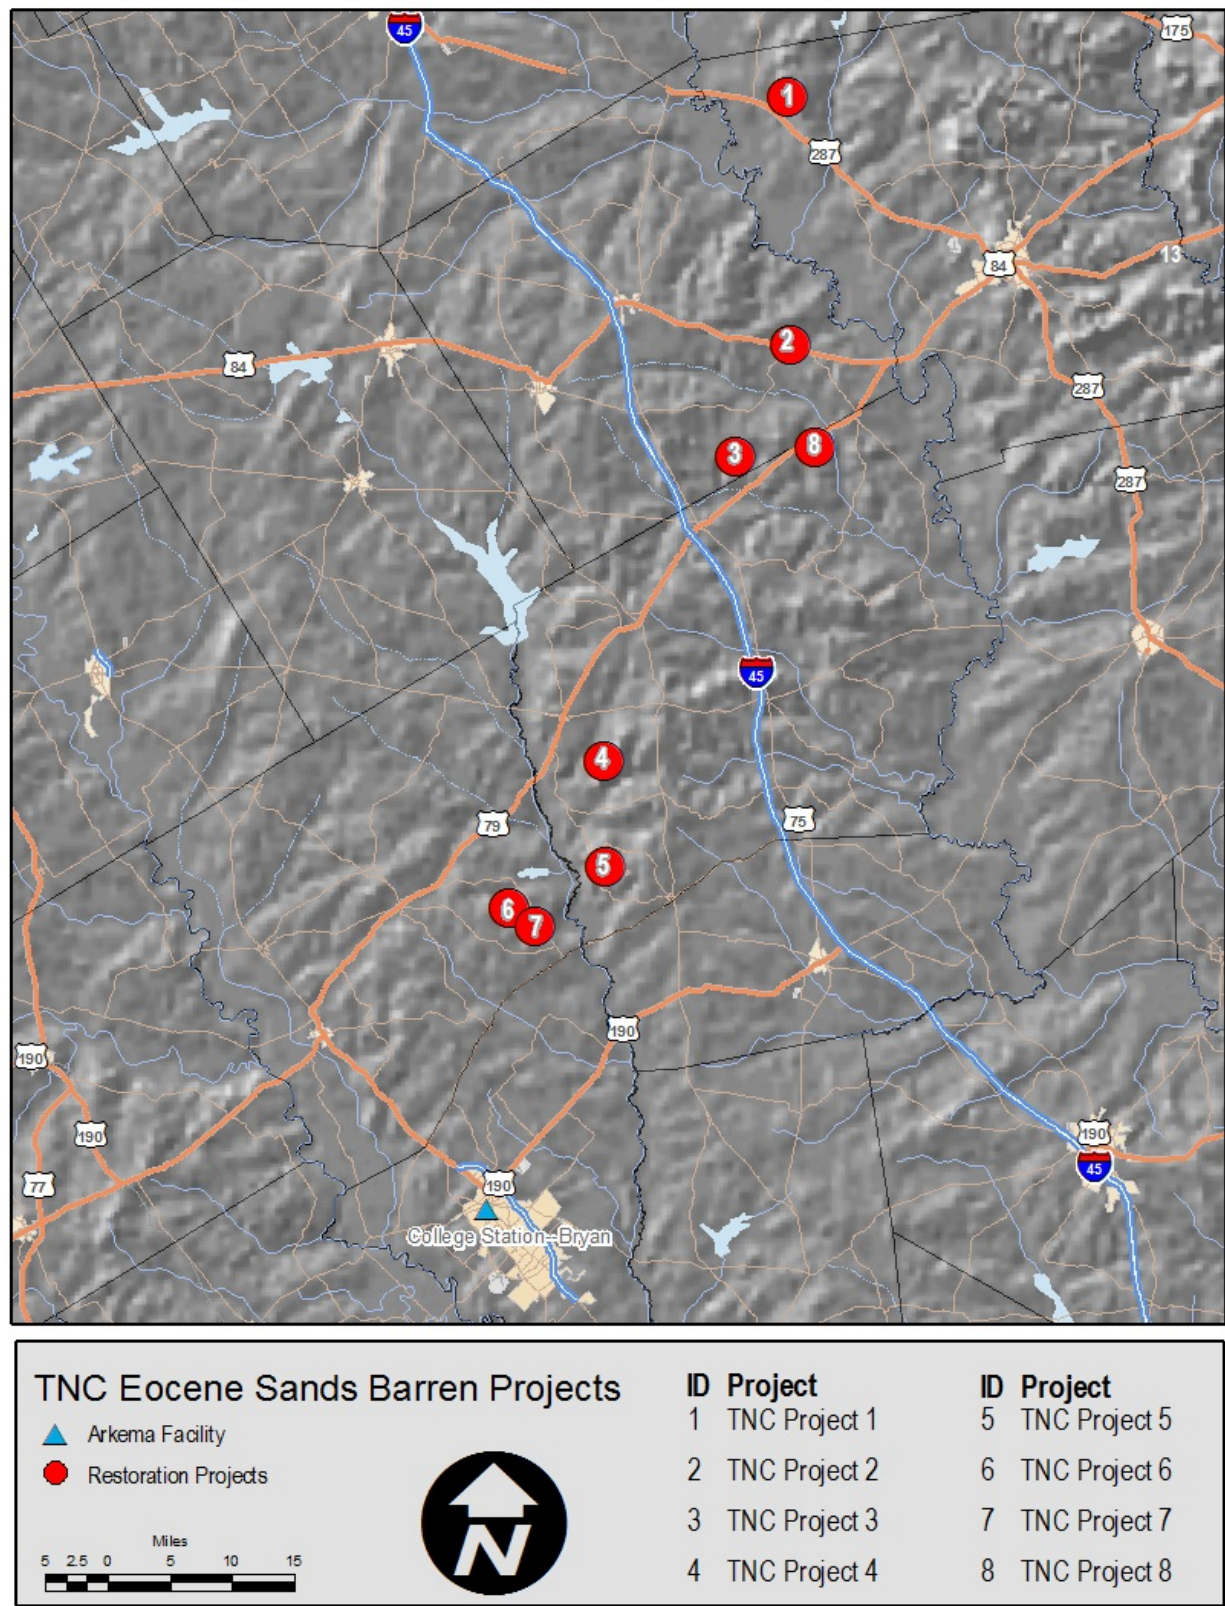 45
175
1
287
84
13
2
84
287
3
8
287
45
4
79
75
5
6
7
190
190
190
190
77
190
45
College Station--Bryan
TNC Eocene Sands Barren Projects
Arkema Facility
Restoration Projects
Miles
5 2.5 0 5 10 15
N
ID Project
1 TNC Project 1
2 TNC Project 2
3 TNC Project 3
4 TNC Project 4
ID Project
5 TNC Project 5
6 TNC Project 6
7 TNC Project 7
8 TNC Project 8